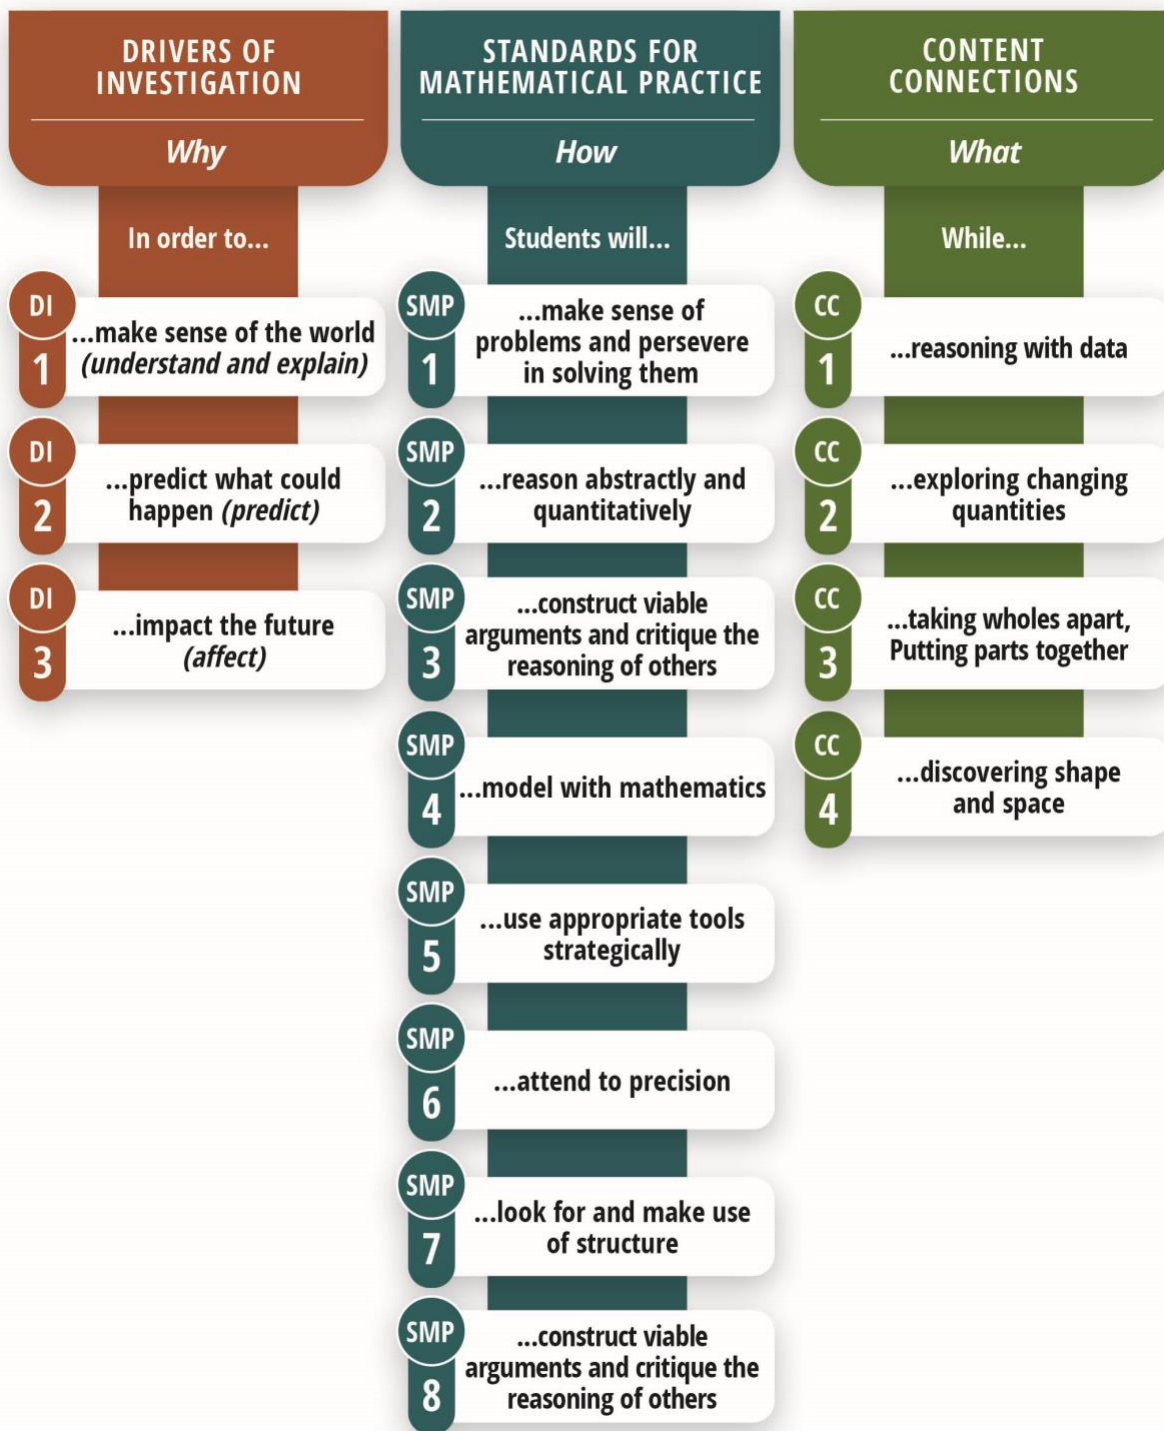 DRIVERS OF
INVESTIGATION
Why
In order to...
DI
1
...make sense of the world
(understand and explain)
DI
2
...predict what could
happen (predict)
DI
3
...impact the future
(affect)
STANDARDS FOR
MATHEMATICAL PRACTICE
How
Students will...
SMP
1
...make sense of
problems and persevere
in solving them
SMP
2
...reason abstractly and
quantitatively
SMP
3
...construct viable
arguments and critique the
reasoning of others
SMP
4
...model with mathematics
SMP
5
...use appropriate tools
strategically
SMP
6
...attend to precision
SMP
7
...look for and make use
of structure
SMP
8
...construct viable
arguments and critique the
reasoning of others
CONTENT
CONNECTIONS
What
While...
CC
1
...reasoning with data
CC
2
...exploring changing
quantities
CC
3
...taking wholes apart,
Putting parts together
CC
4
...discovering shape
and space